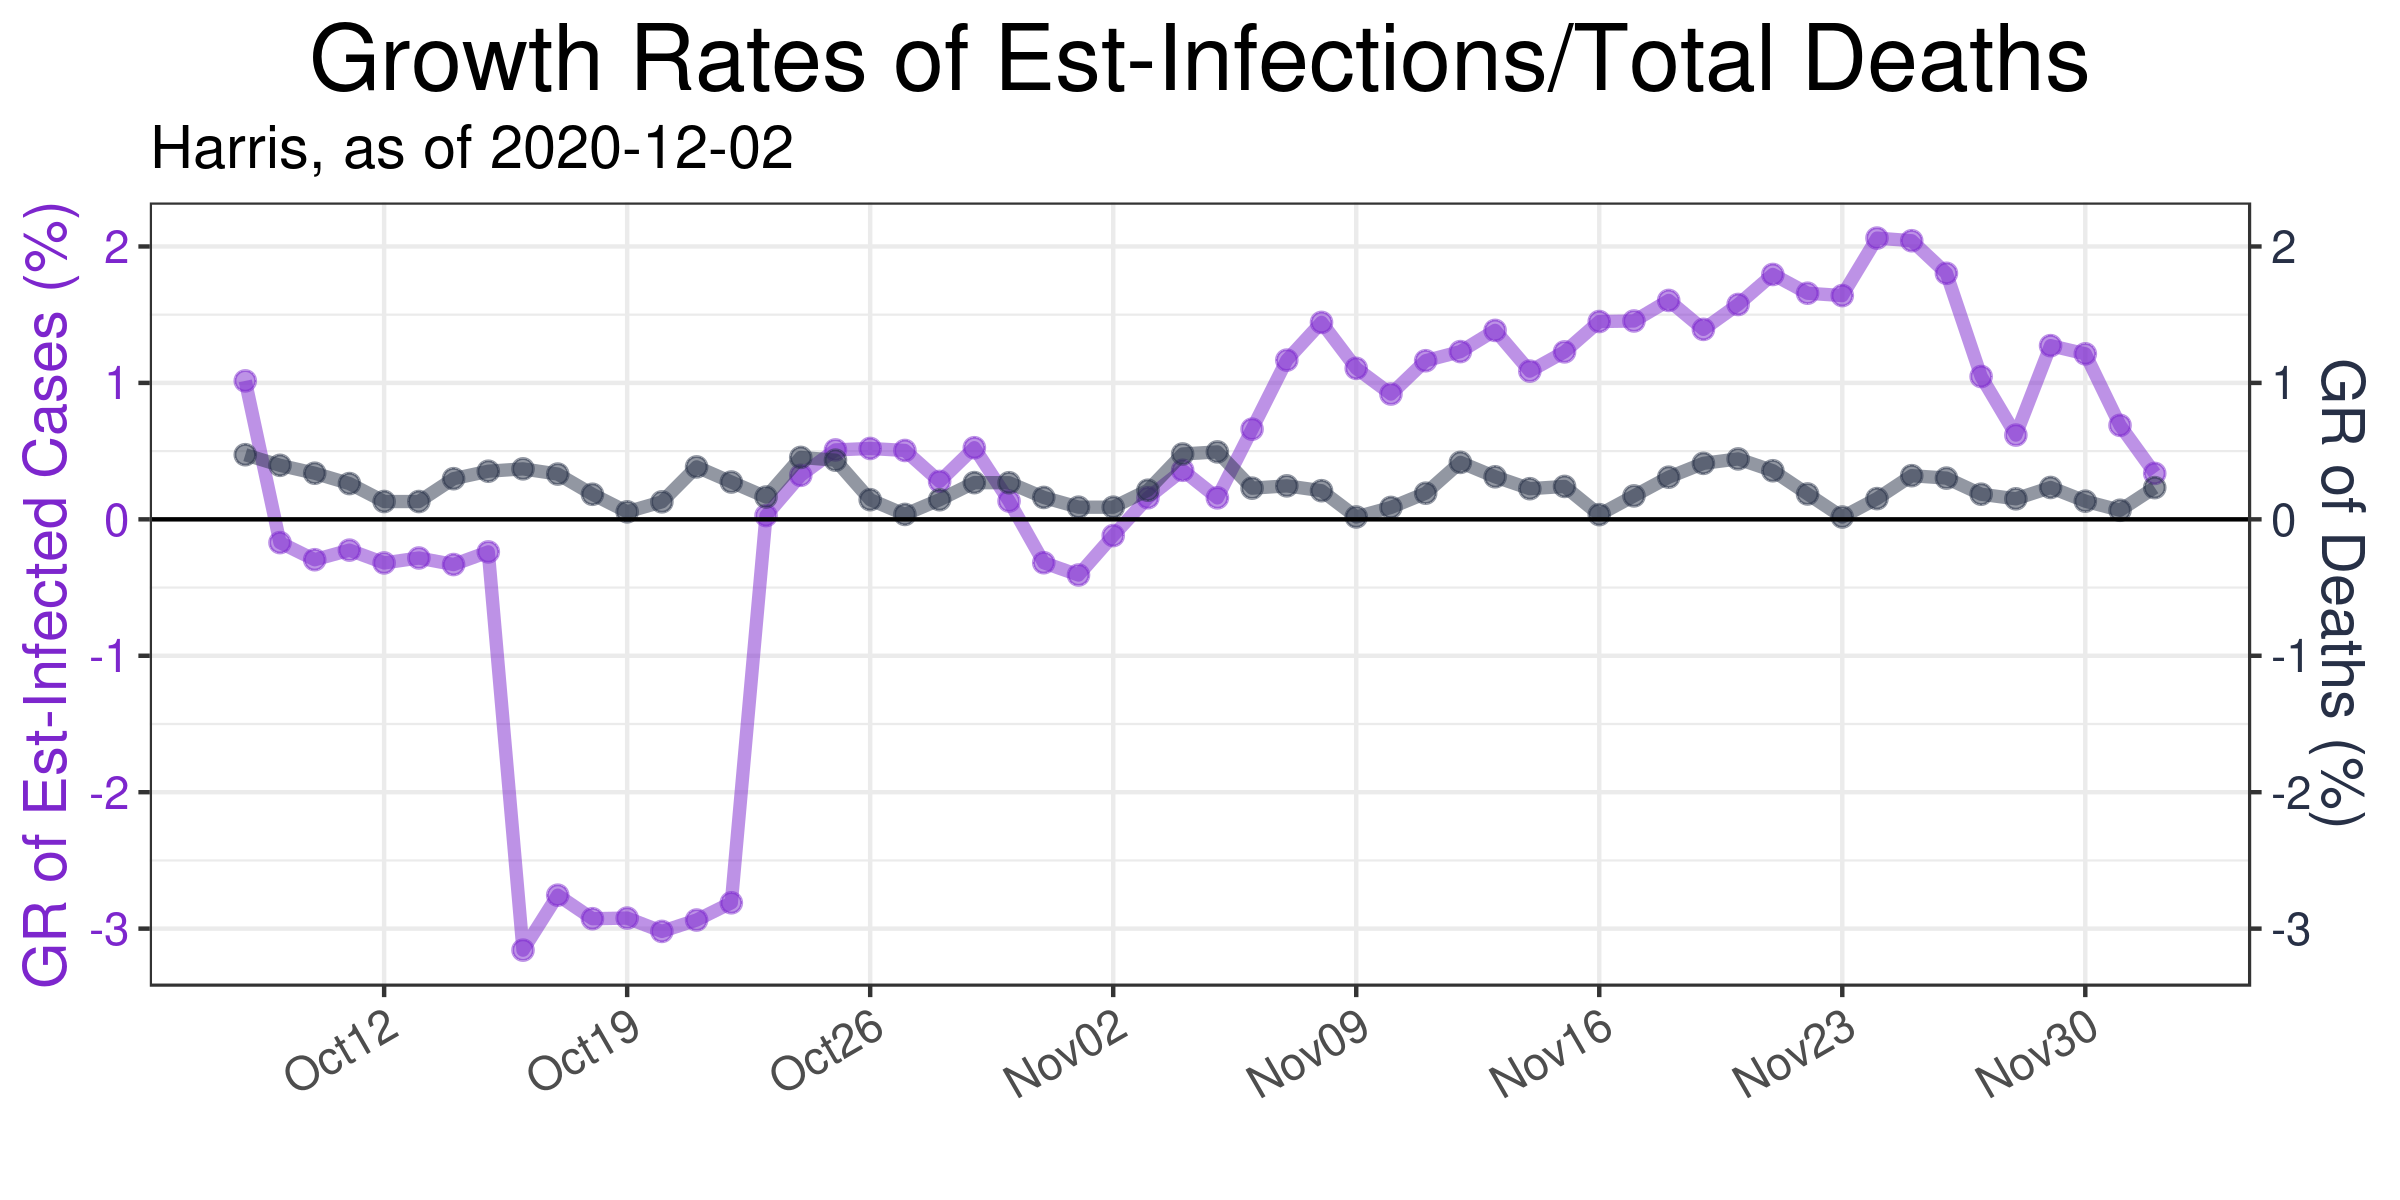 Growth Rates of Est-Infections/Total Deaths
Harris, as of 2020-12-02
GR of Est-Infected Cases (%)
2
1
0
-1
-2
-3
2
1
0
-1
-2
-3
GR of Deaths (%)
Oct12
Oct19
Oct26
Nov02
Nov09
Nov16
Nov23
Nov30